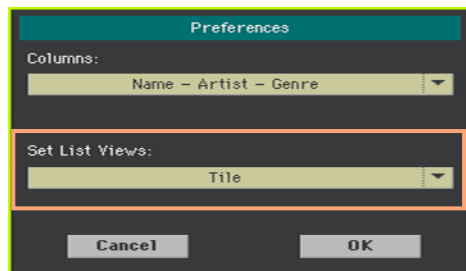 Preferences
Columns:
Name – Artist – Genre
Set List Views:
Tile
Cancel OK